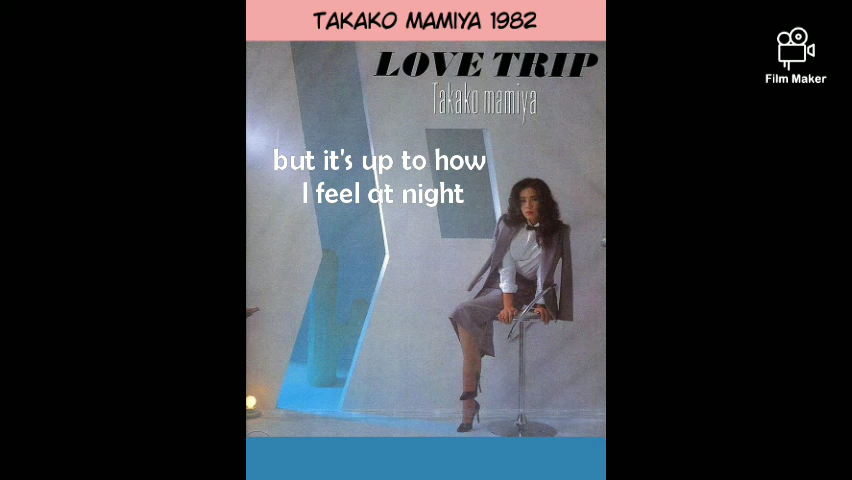 TAKAKO MAMIYA 1982
LOVE TRIP
Takako mamiya
but it's up to how
I feel at night
Film Maker